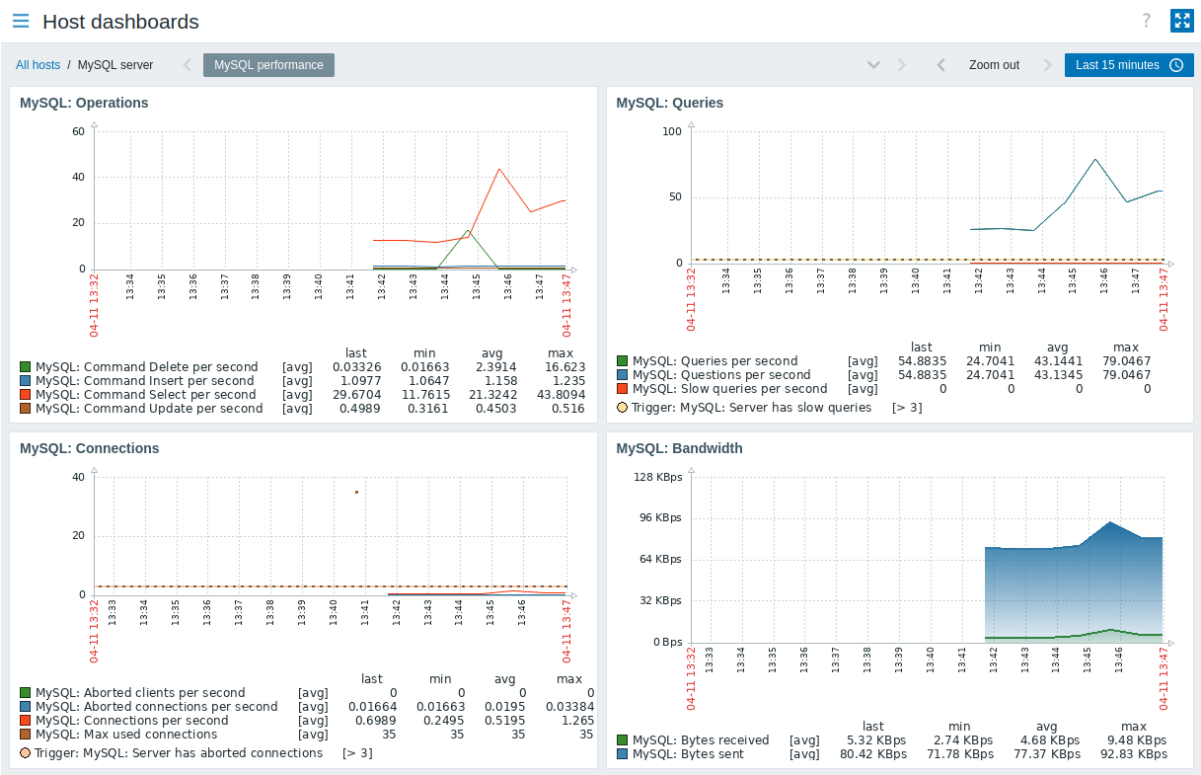 Host dashboards ?
All hosts / MySQL server MySQL performance Zoom out Last 15 minutes
MySQL: Operations
60
40
20
0
04-11 13:32 13:34 13:35 13:36 13:37 13:38 13:39 13:40 13:41 13:42 13:43 13:44 13:45 13:46 13:47 04-11 13:47
last min avg max
MySQL: Command Delete per second [avg] 0.03326 0.01663 2.3914 16.623
MySQL: Command Insert per second [avg] 1.0977 1.0647 1.158 1.235
MySQL: Command Select per second [avg] 29.6704 11.7615 21.3242 43.8094
MySQL: Command Update per second [avg] 0.4989 0.3161 0.4503 0.516
MySQL: Queries
100
50
0
04-11 13:32 13:34 13:35 13:36 13:37 13:38 13:39 13:40 13:41 13:42 13:43 13:44 13:45 13:46 13:47 04-11 13:47
last min avg max
MySQL: Queries per second [avg] 54.8835 24.7041 43.1441 79.0467
MySQL: Questions per second [avg] 54.8835 24.7041 43.1345 79.0467
MySQL: Slow queries per second [avg] 0 0 0 0
Trigger: MySQL: Server has slow queries [> 3]
MySQL: Connections
40
20
0
04-11 13:32 13:33 13:34 13:35 13:36 13:37 13:38 13:39 13:40 13:41 13:42 13:43 13:44 13:45 13:46 04-11 13:47
last min avg max
MySQL: Aborted clients per second [avg] 0 0 0 0
MySQL: Aborted connections per second [avg] 0.01664 0.01663 0.0195 0.03384
MySQL: Connections per second [avg] 0.6989 0.2495 0.5195 1.265
MySQL: Max used connections [avg] 35 35 35 35
Trigger: MySQL: Server has aborted connections [> 3]
MySQL: Bandwidth
128 KBps
96 KBps
64 KBps
32 KBps
0 Bps
04-11 13:32 13:33 13:34 13:35 13:36 13:37 13:38 13:39 13:40 13:41 13:42 13:43 13:44 13:45 13:46 04-11 13:47
last min avg max
MySQL: Bytes received [avg] 5.32 KBps 2.74 KBps 4.68 KBps 9.48 KBps
MySQL: Bytes sent [avg] 80.42 KBps 71.78 KBps 77.37 KBps 92.83 KBps